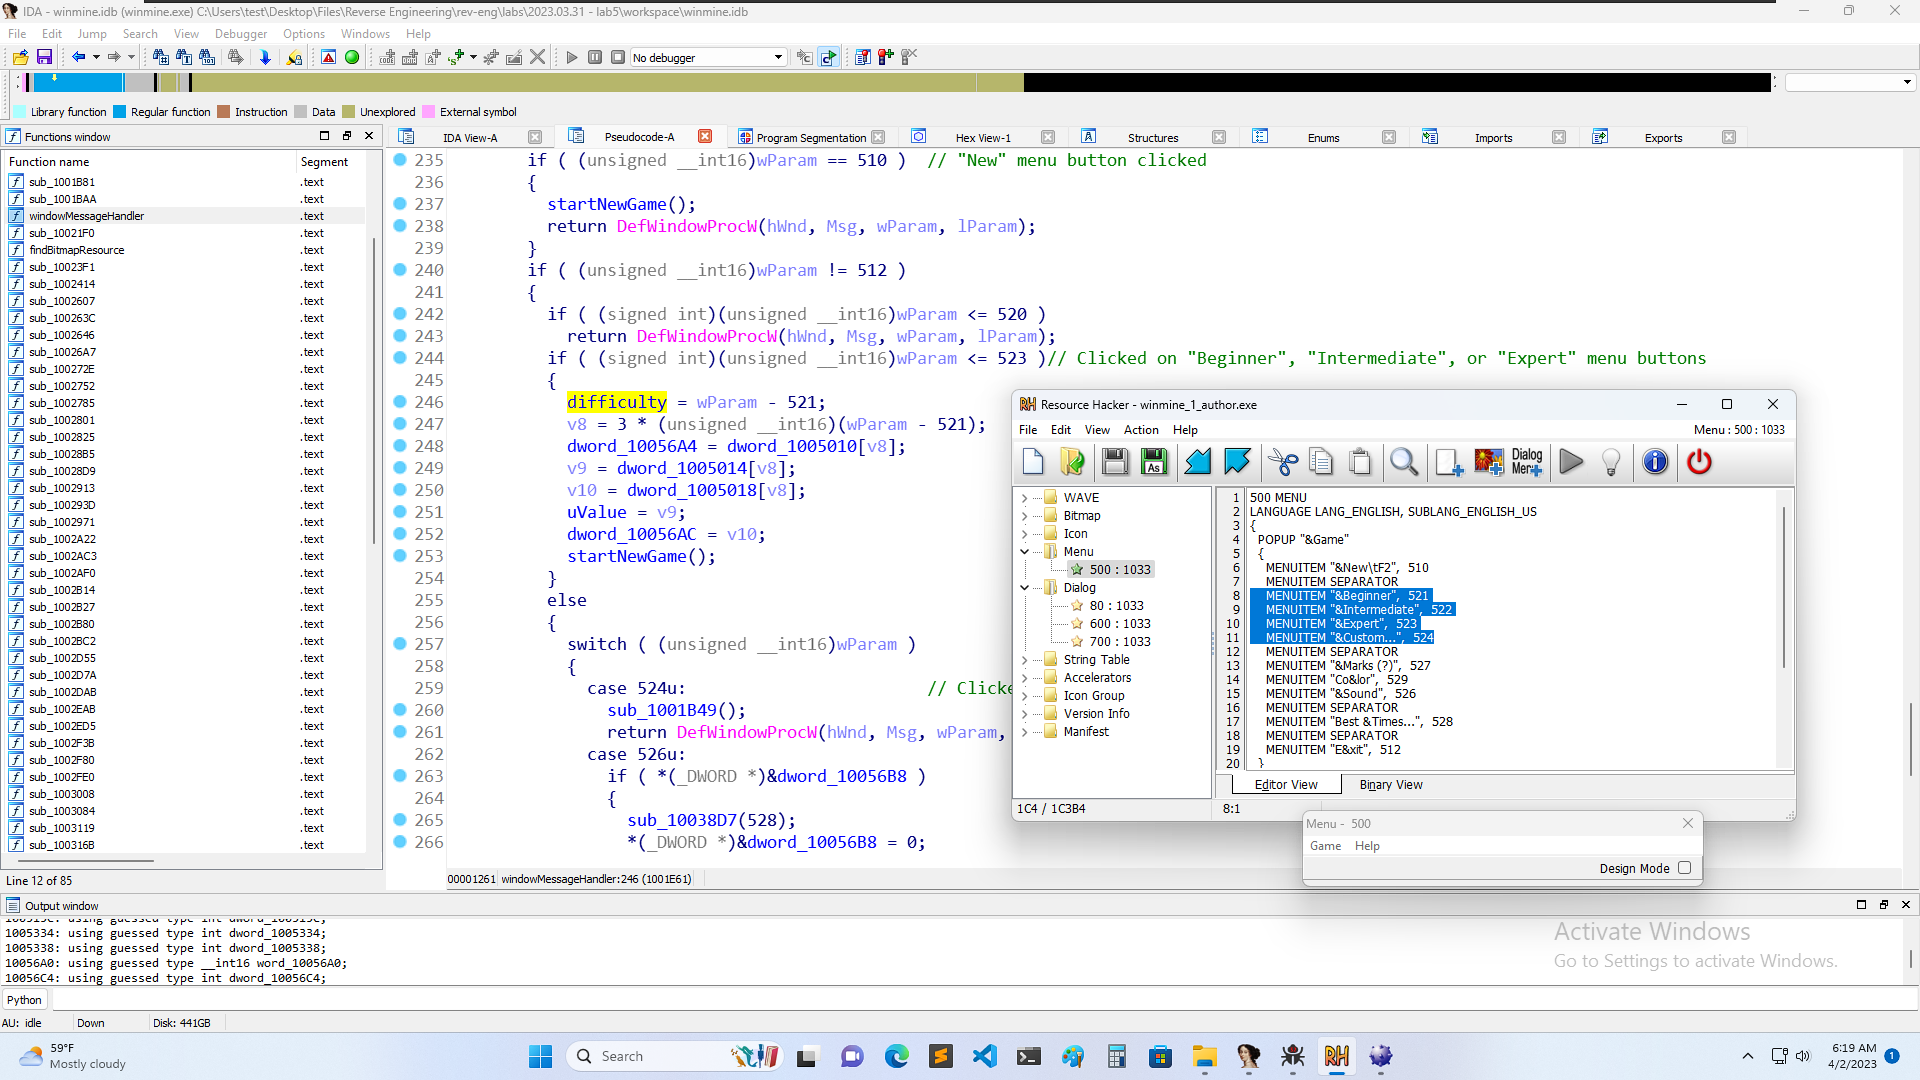 IDA - winmine.idb (winmine.exe) C:\Users\test\Desktop\Files\Reverse Engineering\rev-eng\labs\2023.03.31 - lab5\workspace\winmine.idb
File Edit Jump Search View Debugger Options Windows Help
No debugger
Library function Regular function Instruction Data Unexplored External symbol
Functions window
IDA View-A Pseudocode-A Program Segmentation Hex View-1 Structures Enums Imports Exports
Function name Segment
sub_1001B81 .text
sub_1001BAA .text
windowMessageHandler .text
sub_10021F0 .text
findBitmapResource .text
sub_10023F1 .text
sub_1002414 .text
sub_1002607 .text
sub_100263C .text
sub_1002646 .text
sub_10026A7 .text
sub_100272E .text
sub_1002752 .text
sub_1002785 .text
sub_1002801 .text
sub_1002825 .text
sub_10028B5 .text
sub_10028D9 .text
sub_1002913 .text
sub_100293D .text
sub_1002971 .text
sub_1002A22 .text
sub_1002AC3 .text
sub_1002AF0 .text
sub_1002B14 .text
sub_1002B27 .text
sub_1002B80 .text
sub_1002BC2 .text
sub_1002D55 .text
sub_1002D7A .text
sub_1002DAB .text
sub_1002EAB .text
sub_1002ED5 .text
sub_1002F3B .text
sub_1002F80 .text
sub_1002FE0 .text
sub_1003008 .text
sub_1003084 .text
sub_1003119 .text
sub_100316B .text
Line 12 of 85
235 if ( (unsigned __int16)wParam == 510 ) // "New" menu button clicked
236 {
237 startNewGame();
238 return DefWindowProcW(hWnd, Msg, wParam, lParam);
239 }
240 if ( (unsigned __int16)wParam != 512 )
241 {
242 if ( (signed int)(unsigned __int16)wParam <= 520 )
243 return DefWindowProcW(hWnd, Msg, wParam, lParam);
244 if ( (signed int)(unsigned __int16)wParam <= 523 )// Clicked on "Beginner", "Intermediate", or "Expert" menu buttons
245 {
246 difficulty = wParam - 521;
247 v8 = 3 * (unsigned __int16)(wParam - 521);
248 dword_10056A4 = dword_1005010[v8];
249 v9 = dword_1005014[v8];
250 v10 = dword_1005018[v8];
251 uValue = v9;
252 dword_10056AC = v10;
253 startNewGame();
254 }
255 else
256 {
257 switch ( (unsigned __int16)wParam )
258 {
259 case 524u: // Clicke
260 sub_1001B49();
261 return DefWindowProcW(hWnd, Msg, wParam,
262 case 526u:
263 if ( *(_DWORD *)&dword_10056B8 )
264 {
265 sub_10038D7(528);
266 *(_DWORD *)&dword_10056B8 = 0;
00001261 windowMessageHandler:246 (1001E61)
RH Resource Hacker - winmine_1_author.exe
File Edit View Action Help Menu : 500 : 1033
As Dialog Menu
WAVE
Bitmap
Icon
Menu
500 : 1033
Dialog
80 : 1033
600 : 1033
700 : 1033
String Table
Accelerators
Icon Group
Version Info
Manifest
1 500 MENU
2 LANGUAGE LANG_ENGLISH, SUBLANG_ENGLISH_US
3 {
4 POPUP "&Game"
5 {
6 MENUITEM "&New\tF2", 510
7 MENUITEM SEPARATOR
8 MENUITEM "&Beginner", 521
9 MENUITEM "&Intermediate", 522
10 MENUITEM "&Expert", 523
11 MENUITEM "&Custom...", 524
12 MENUITEM SEPARATOR
13 MENUITEM "&Marks (?)", 527
14 MENUITEM "Co&lor", 529
15 MENUITEM "&Sound", 526
16 MENUITEM SEPARATOR
17 MENUITEM "Best &Times...", 528
18 MENUITEM SEPARATOR
19 MENUITEM "E&xit", 512
20 }
Editor View Binary View
1C4 / 1C3B4 8:1
Menu - 500
Game Help
Design Mode
Output window
1005334: using guessed type int dword_1005334;
1005338: using guessed type int dword_1005338;
10056A0: using guessed type __int16 word_10056A0;
10056C4: using guessed type int dword_10056C4;
Python
AU: idle Down Disk: 441GB
Activate Windows
Go to Settings to activate Windows.
59°F
Mostly cloudy
Search
RH
6:19 AM
4/2/2023
1